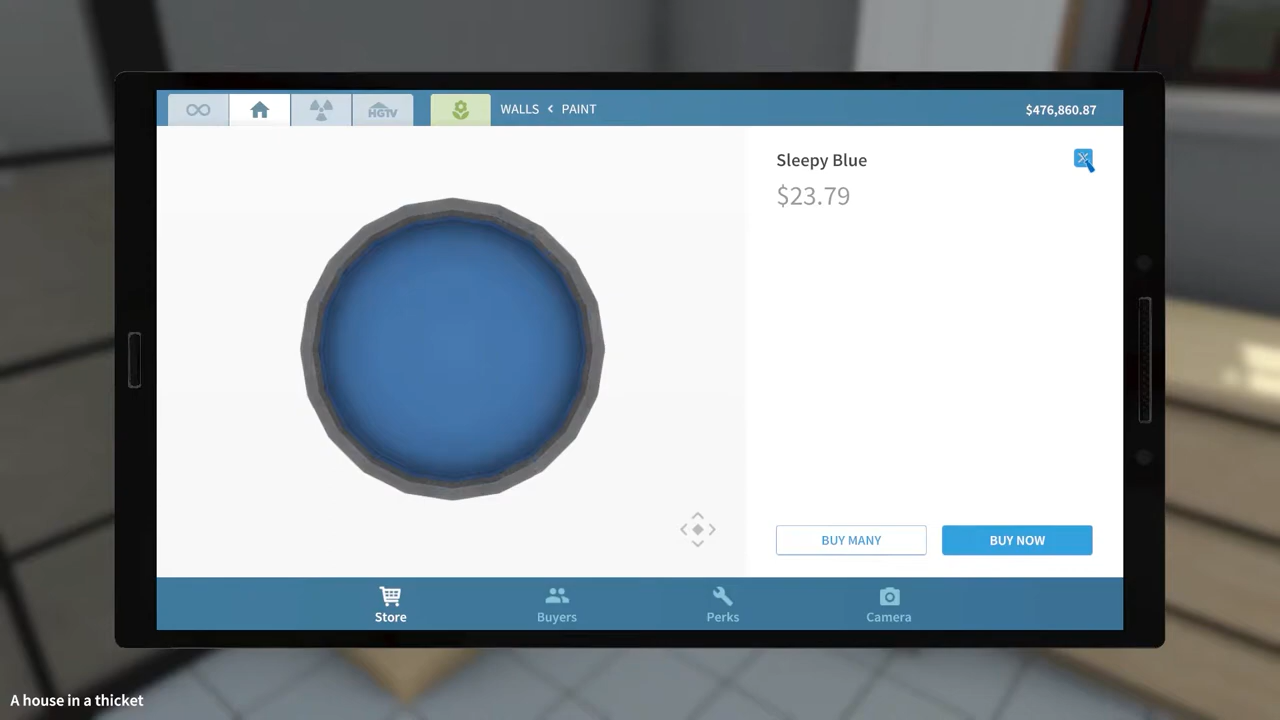 HGTV
WALLS < PAINT
$476,860.87
Sleepy Blue
$23.79
BUY MANY
BUY NOW
Store
Buyers
Perks
Camera
A house in a thicket